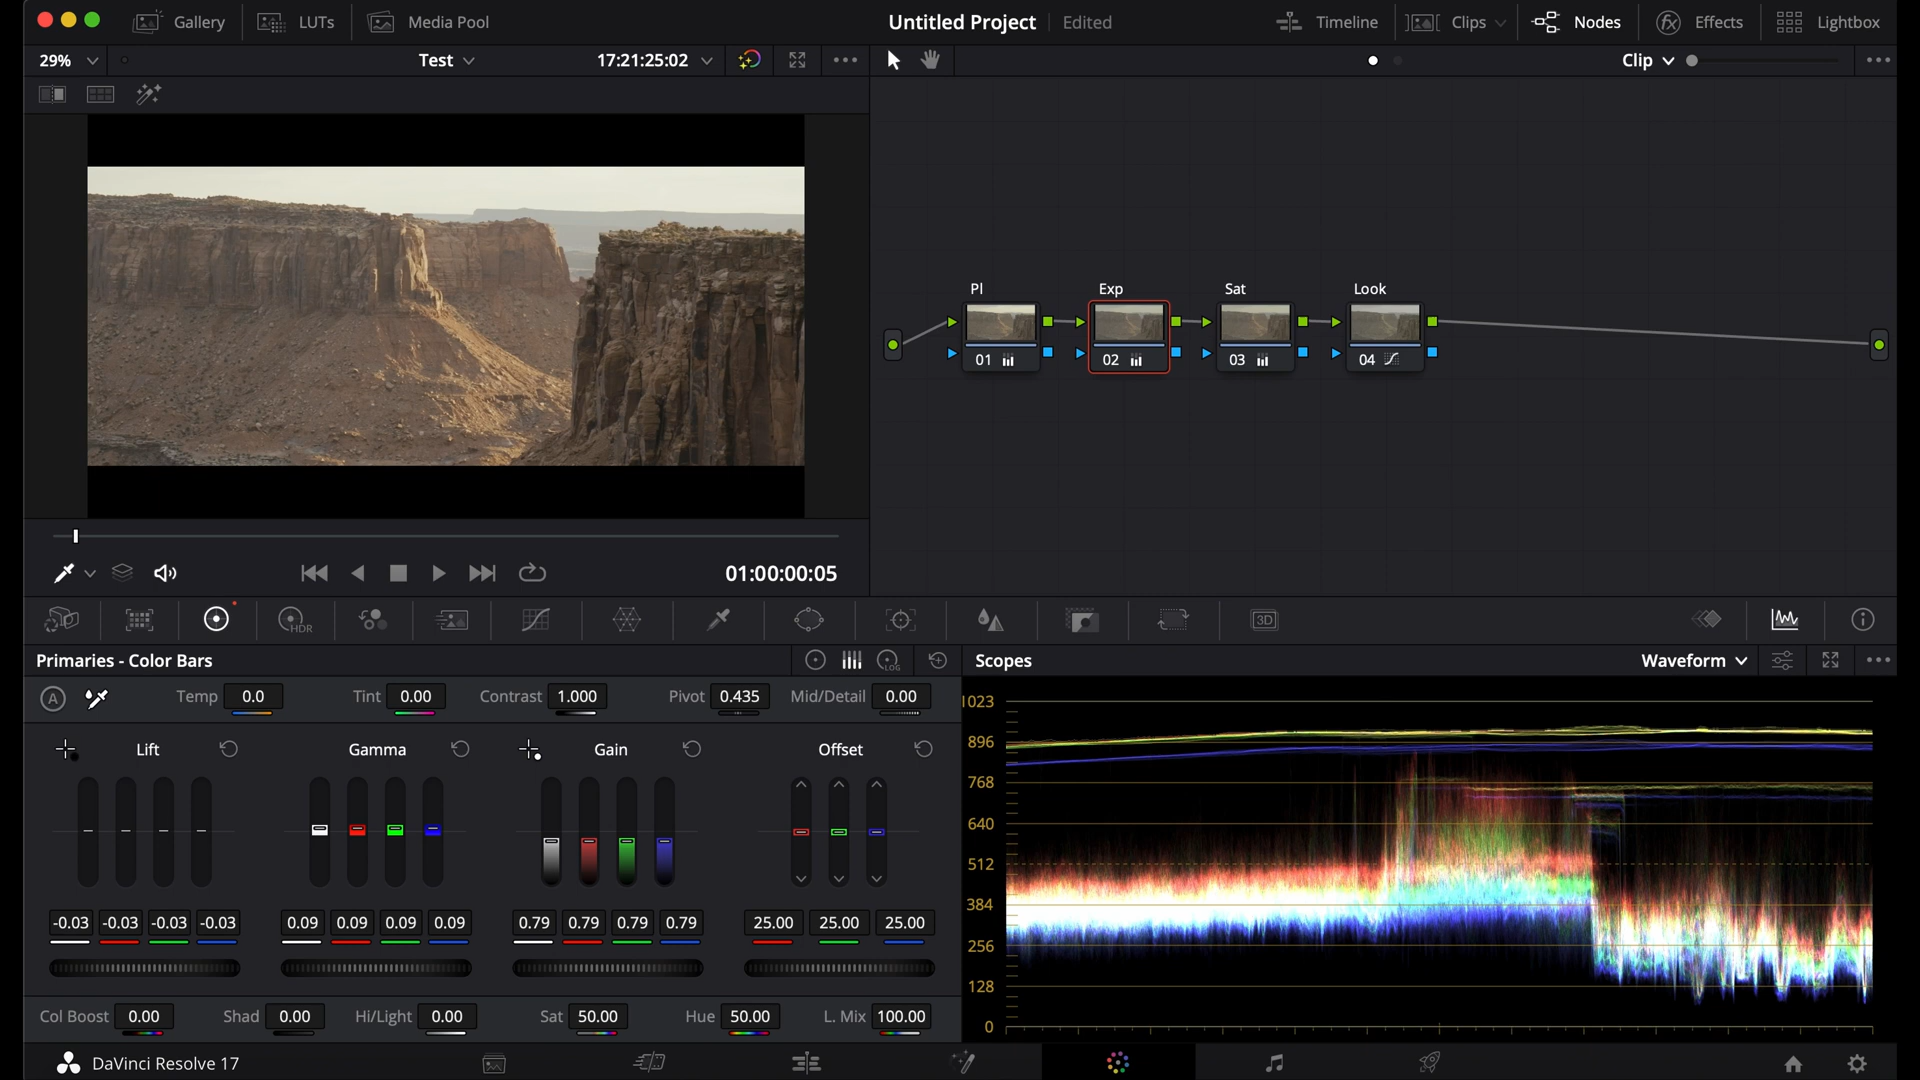 Gallery LUTs Media Pool Untitled Project Edited Timeline Clips Nodes Effects Lightbox
29% Test 17:21:25:02 Clip
Pl Exp Sat Look
01 02 03 04
01:00:00:05
HDR 3D
Primaries - Color Bars LOG Scopes Waveform
A Temp 0.0 Tint 0.00 Contrast 1.000 Pivot 0.435 Mid/Detail 0.00
Lift Gamma Gain Offset
-0.03 -0.03 -0.03 -0.03 0.09 0.09 0.09 0.09 0.79 0.79 0.79 0.79 25.00 25.00 25.00
Col Boost 0.00 Shad 0.00 Hi/Light 0.00 Sat 50.00 Hue 50.00 L. Mix 100.00
1023
896
768
640
512
384
256
128
0
DaVinci Resolve 17